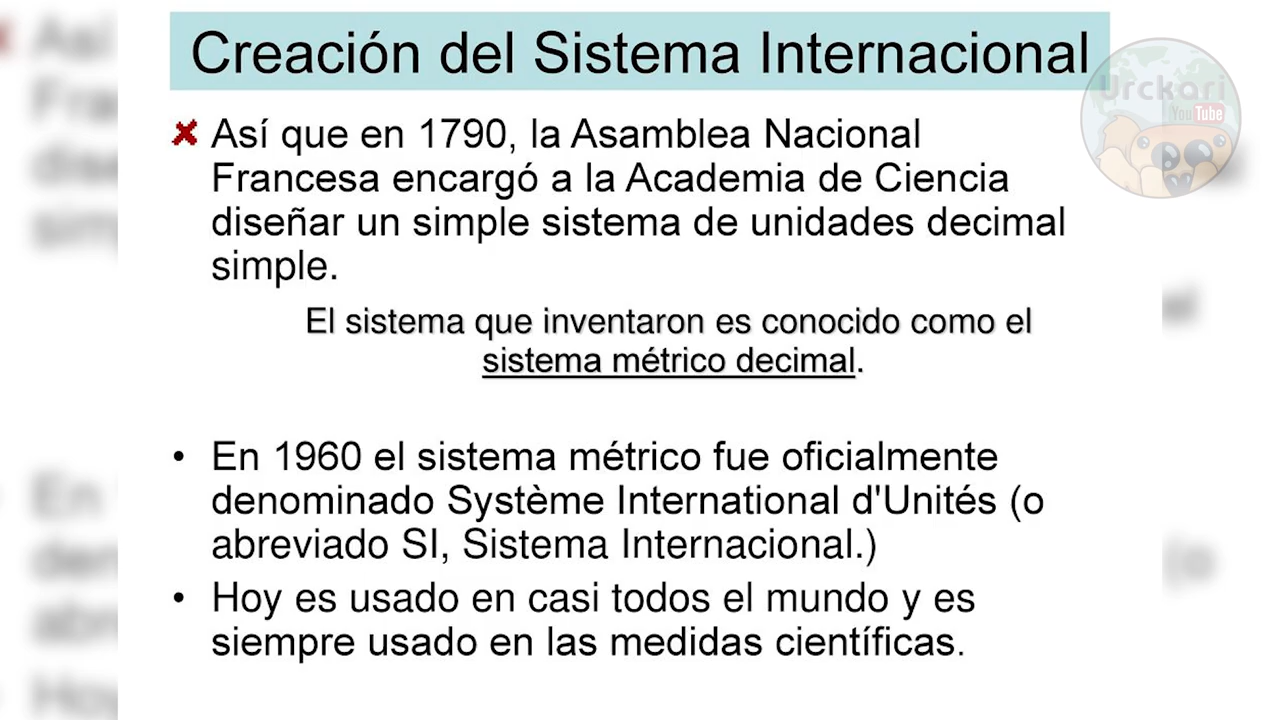 Creación del Sistema Internacional
Urckari
YouTube
Así que en 1790, la Asamblea Nacional
Francesa encargó a la Academia de Ciencia
diseñar un simple sistema de unidades decimal
simple.
El sistema que inventaron es conocido como el
sistema métrico decimal.
• En 1960 el sistema métrico fue oficialmente
denominado Système International d'Unités (o
abreviado SI, Sistema Internacional.)
• Hoy es usado en casi todos el mundo y es
siempre usado en las medidas científicas.